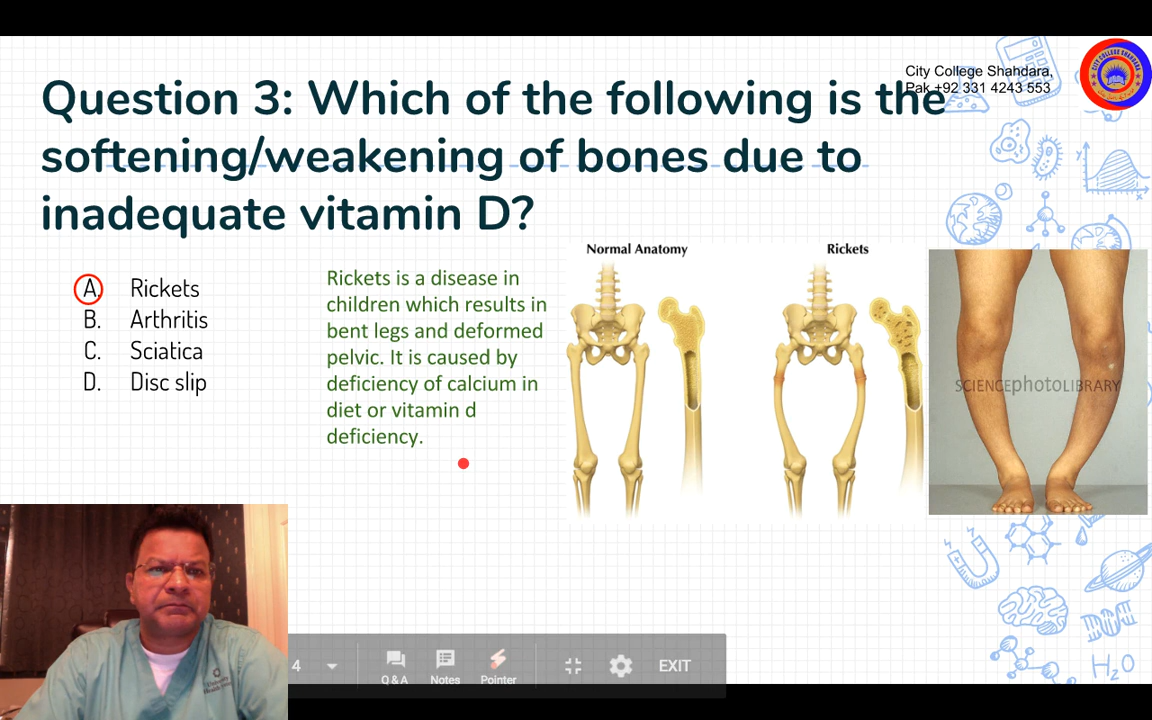 City College Shahdara,
Pak +92 331 4243 553
Question 3: Which of the following is the
softening/weakening of bones due to
inadequate vitamin D?
A. Rickets
B. Arthritis
C. Sciatica
D. Disc slip
Rickets is a disease in
children which results in
bent legs and deformed
pelvic. It is caused by
deficiency of calcium in
diet or vitamin d
deficiency.
Normal Anatomy
Rickets
SCIENCEphotoLIBRARY
y
x
H₂O
4
Q & A
Notes
Pointer
EXIT
University
Health